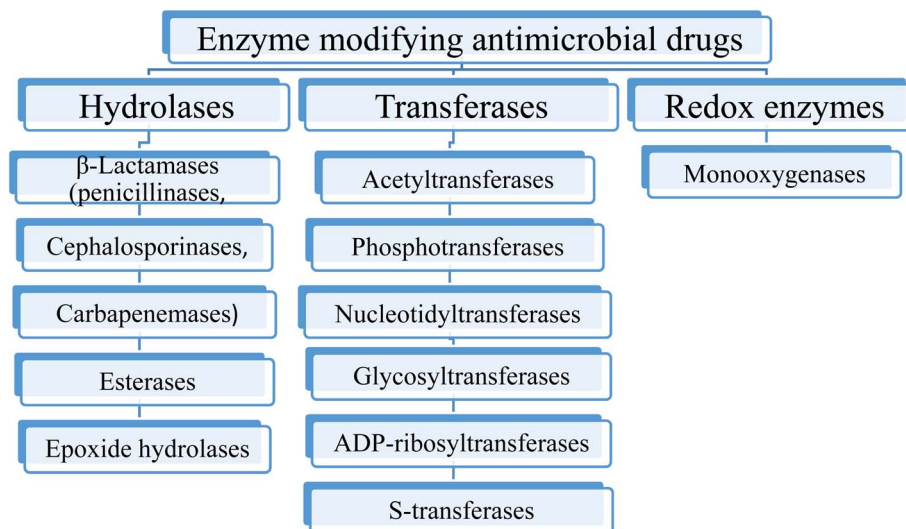 Enzyme modifying antimicrobial drugs
Hydrolases
β-Lactamases
(penicillinases,
Cephalosporinases,
Carbapenemases)
Esterases
Epoxide hydrolases
Transferases
Acetyltransferases
Phosphotransferases
Nucleotidyltransferases
Glycosyltransferases
ADP-ribosyltransferases
S-transferases
Redox enzymes
Monooxygenases